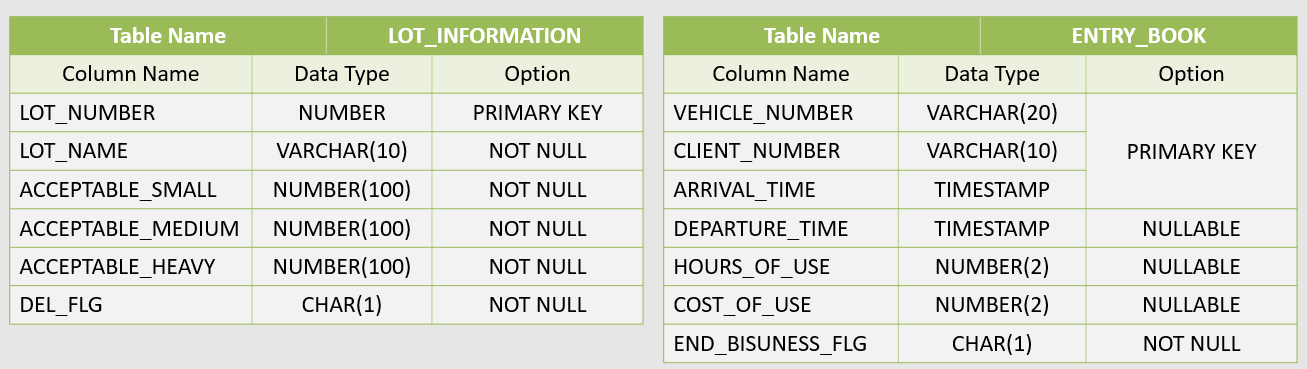 Table Name LOT_INFORMATION
Column Name Data Type Option
LOT_NUMBER NUMBER PRIMARY KEY
LOT_NAME VARCHAR(10) NOT NULL
ACCEPTABLE_SMALL NUMBER(100) NOT NULL
ACCEPTABLE_MEDIUM NUMBER(100) NOT NULL
ACCEPTABLE_HEAVY NUMBER(100) NOT NULL
DEL_FLG CHAR(1) NOT NULL
Table Name ENTRY_BOOK
Column Name Data Type Option
VEHICLE_NUMBER VARCHAR(20)
CLIENT_NUMBER VARCHAR(10) PRIMARY KEY
ARRIVAL_TIME TIMESTAMP
DEPARTURE_TIME TIMESTAMP NULLABLE
HOURS_OF_USE NUMBER(2) NULLABLE
COST_OF_USE NUMBER(2) NULLABLE
END_BISUNESS_FLG CHAR(1) NOT NULL